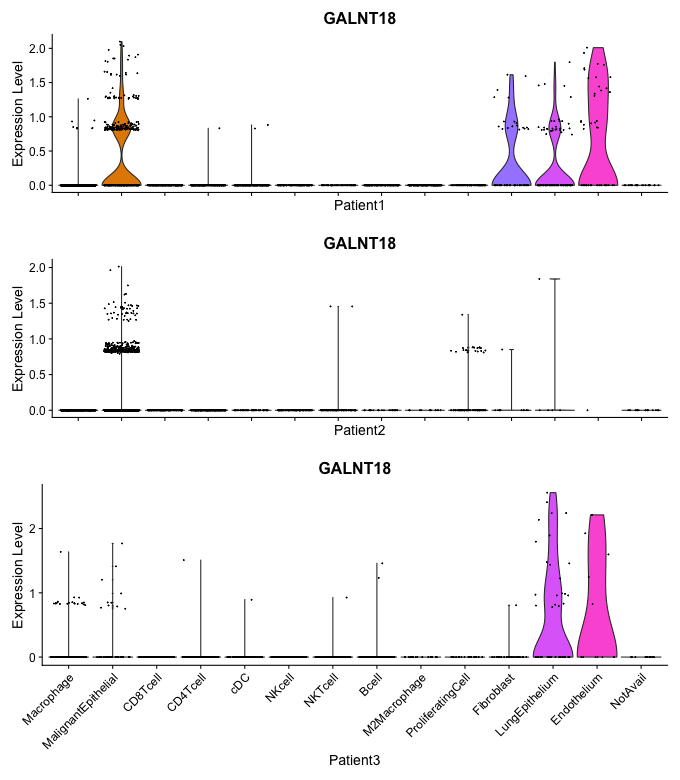 GALNT18
Expression Level
2.0
1.5
1.0
0.5
0.0
Patient1
GALNT18
Expression Level
2.0
1.5
1.0
0.5
0.0
Patient2
GALNT18
Expression Level
2
1
0
Macrophage
MalignantEpithelial
CD8Tcell
CD4Tcell
cDC
NKcell
NKTcell
Bcell
M2Macrophage
ProliferatingCell
Fibroblast
LungEpithelium
Endothelium
NotAvail
Patient3